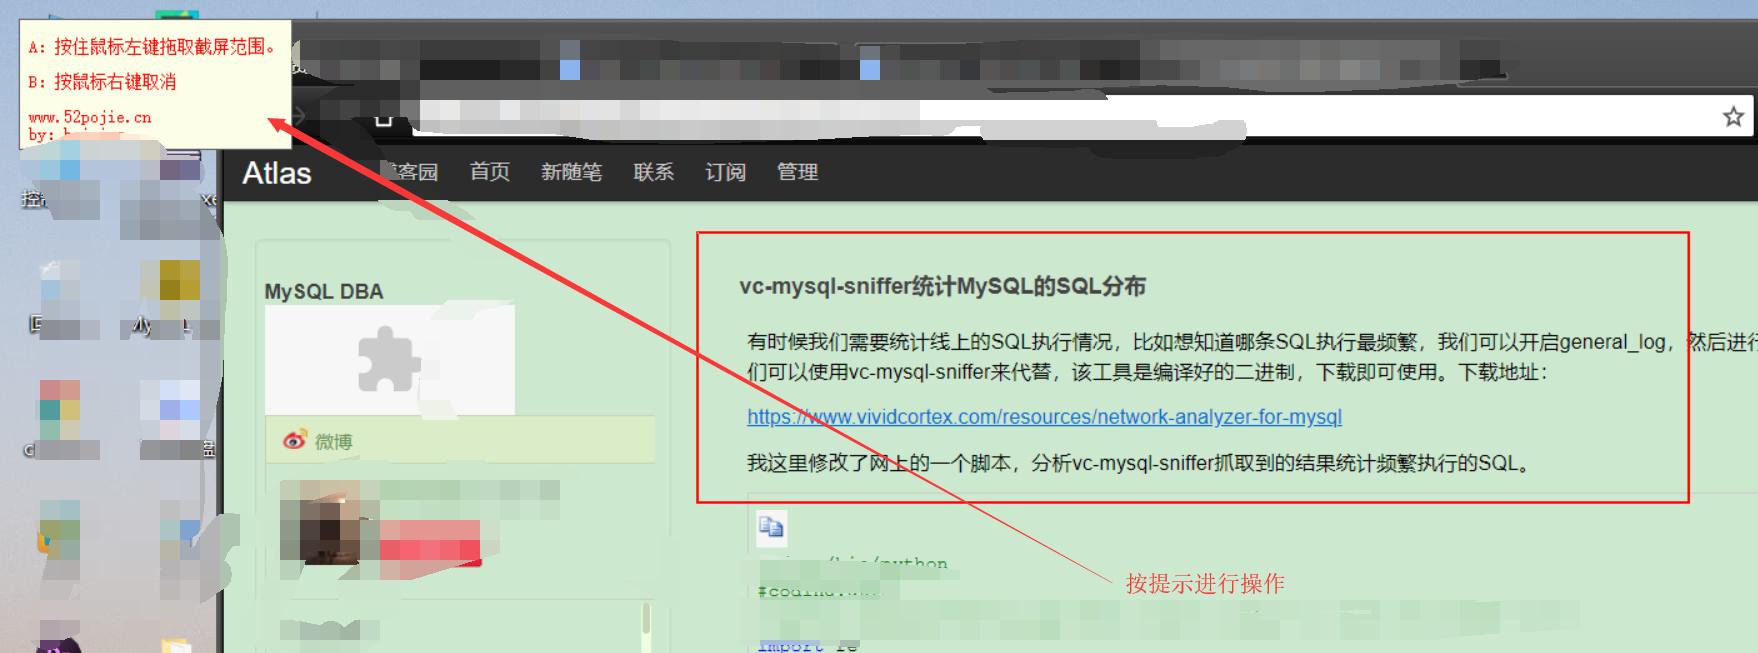 A: 按住鼠标左键拖取截屏范围。
B: 按鼠标右键取消
www.52pojie.cn
by:
Atlas
客园 首页 新随笔 联系 订阅 管理
MySQL DBA
微博
vc-mysql-sniffer统计MySQL的SQL分布
有时候我们需要统计线上的SQL执行情况，比如想知道哪条SQL执行最频繁，我们可以开启general_log，然后进行
们可以使用vc-mysql-sniffer来代替，该工具是编译好的二进制，下载即可使用。下载地址：
https://www.vividcortex.com/resources/network-analyzer-for-mysql
我这里修改了网上的一个脚本，分析vc-mysql-sniffer抓取到的结果统计频繁执行的SQL。
/bin/python
#coding:
import re
按提示进行操作